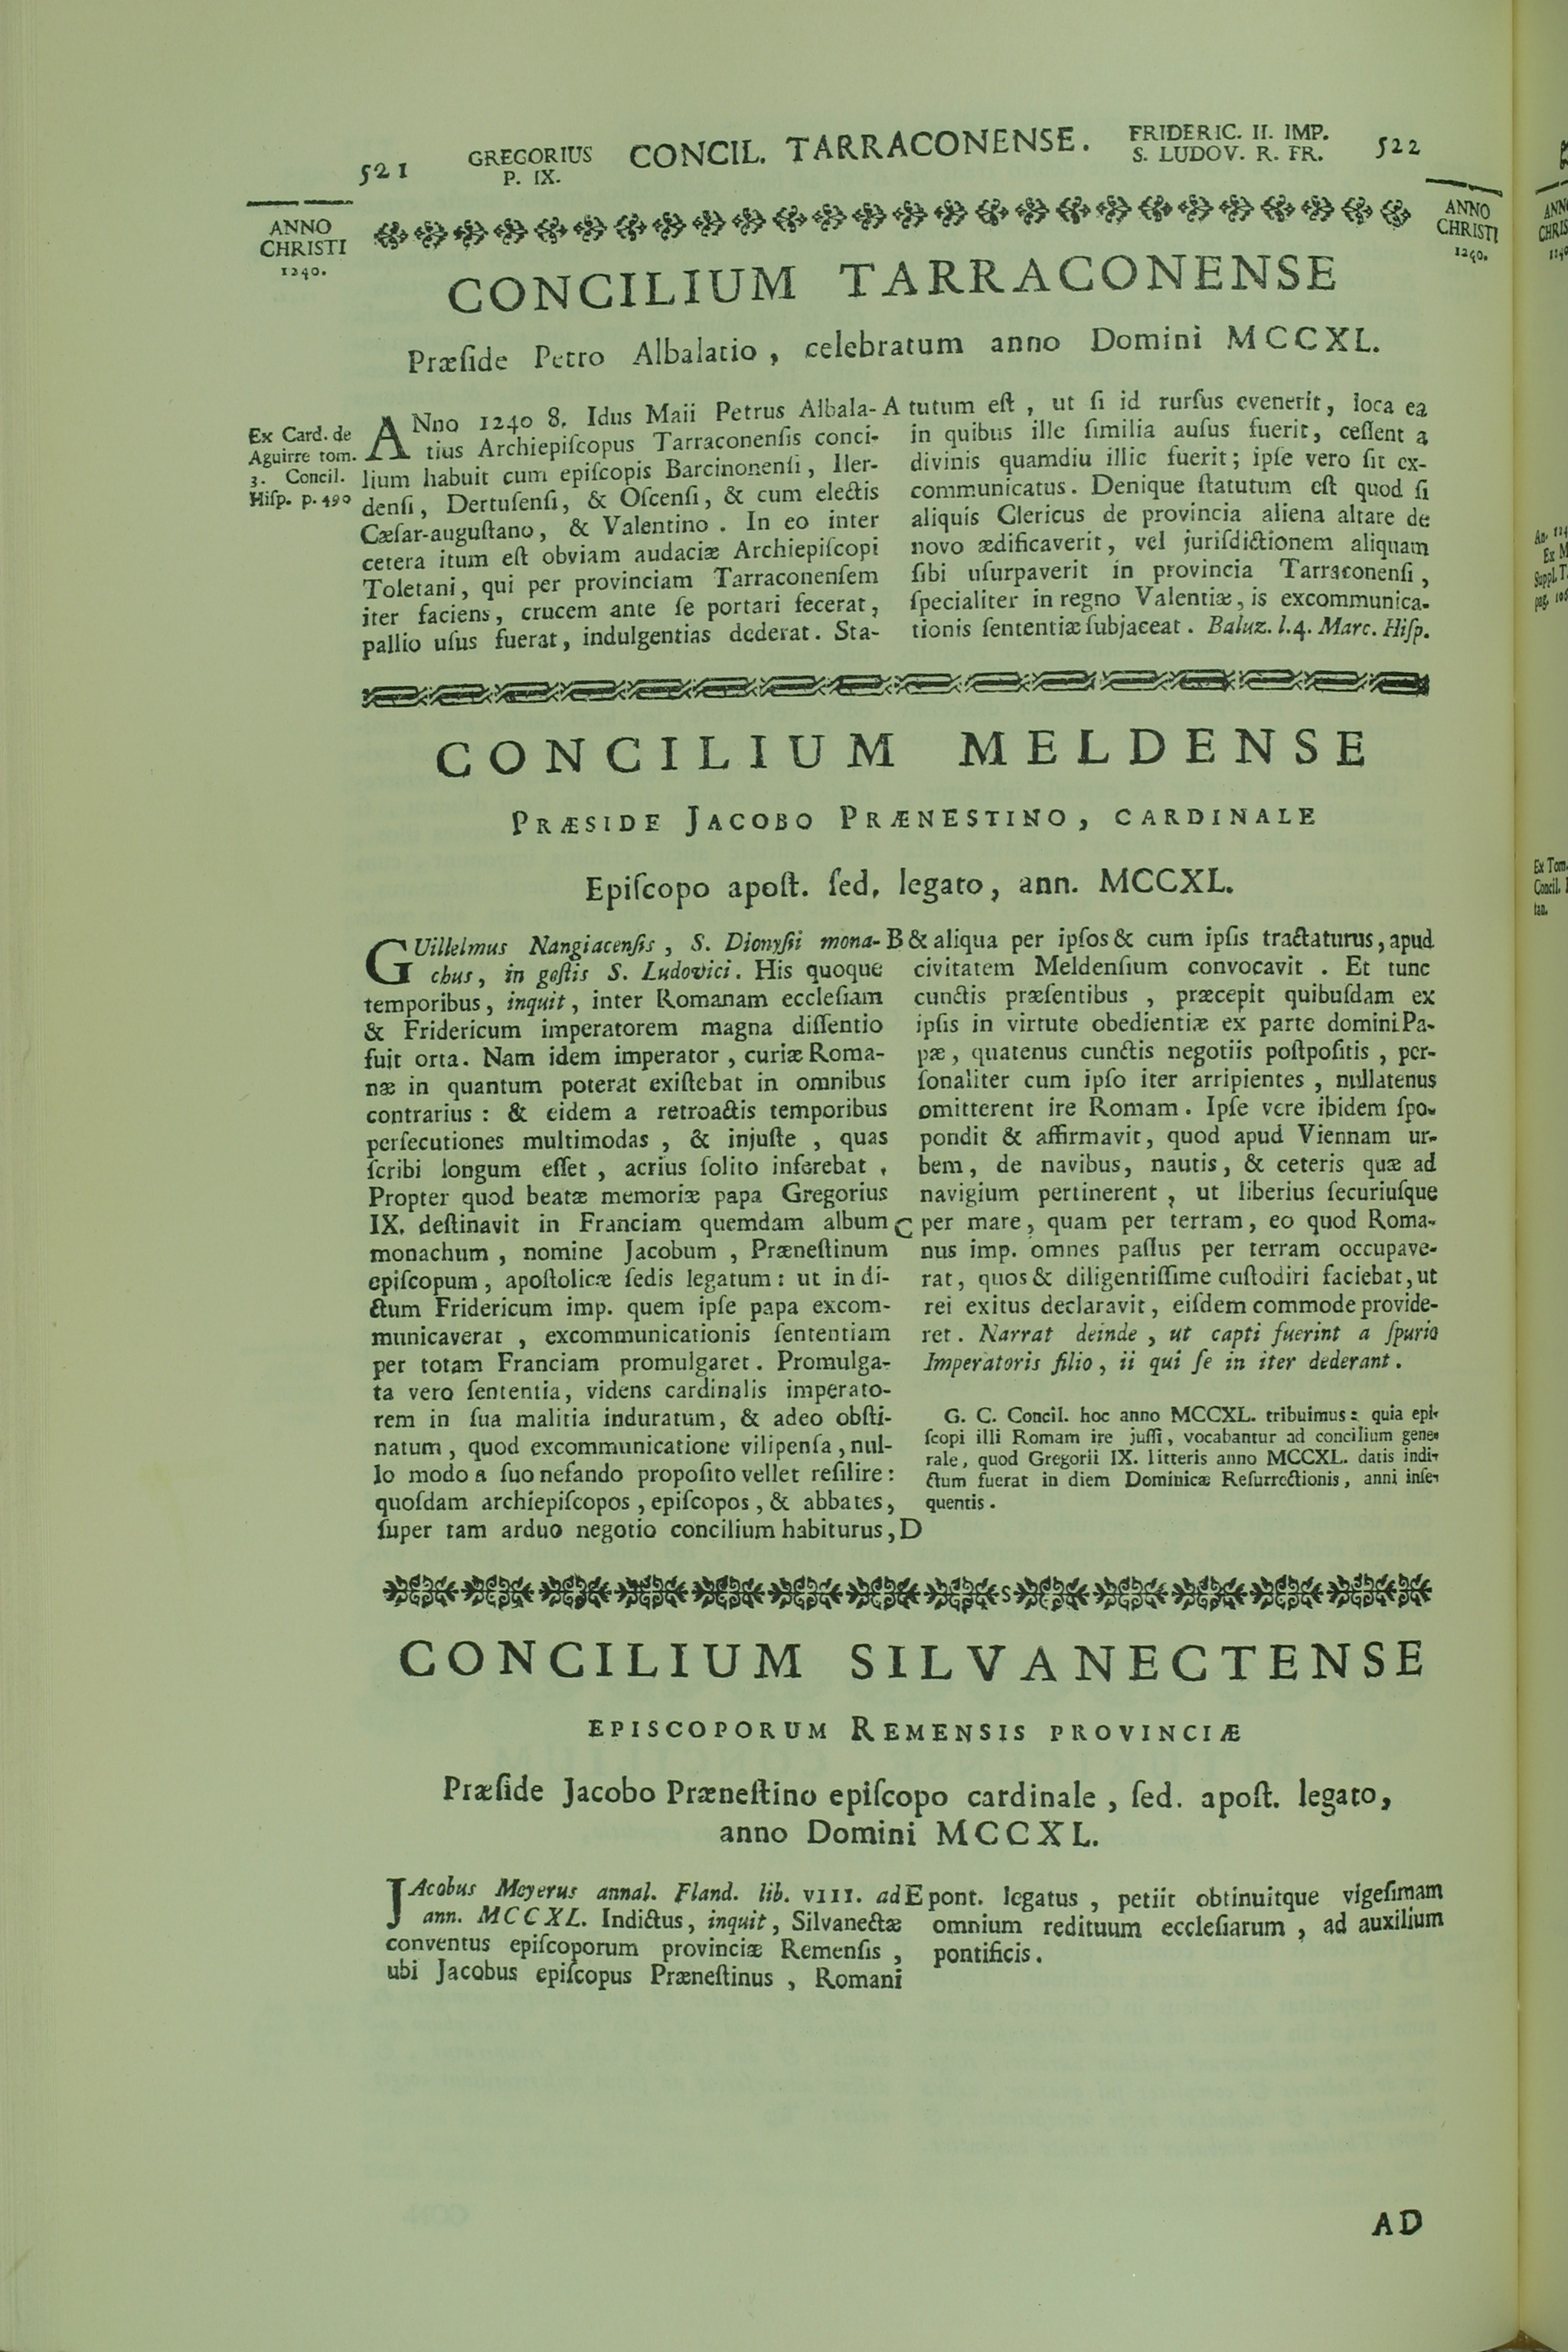 521 GREGORIUS P. IX. CONCIL. TARRACONENSE. FRIDERIC. II. IMP. S. LUDOV. R. FR. 522
ANNO
CHRISTI
1240.
ANNO
CHRISTI
1240.
CONCILIUM TARRACONENSE
Præſide Petro Albalatio, celebratum anno Domini MCCXL.
Ex Card. de
Aguirre tom.
3. Concil.
Hiſp. p. 490
ANno 1240 8. Idus Maii Petrus Albala-
tius Archiepiſcopus Tarraconenſis conci-
lium habuit cum epiſcopis Barcinonenſi, Iler-
denſi, Dertuſenſi, & Oſcenſi, & cum electis
Cæſar-auguſtano, & Valentino. In eo inter
cetera itum eſt obviam audaciæ Archiepiſcopi
Toletani, qui per provinciam Tarraconenſem
iter faciens, crucem ante ſe portari fecerat,
pallio uſus fuerat, indulgentias dederat. Sta-
A tutum eſt, ut ſi id rurſus evenerit, loca ea
in quibus ille ſimilia auſus fuerit, ceſſent a
divinis quamdiu illic fuerit; ipſe vero ſit ex-
communicatus. Denique ſtatutum eſt quod ſi
aliquis Clericus de provincia aliena altare de
novo ædificaverit, vel juriſdictionem aliquam
ſibi uſurpaverit in provincia Tarraconenſi,
ſpecialiter in regno Valentiæ, is excommunica-
tionis ſententiæ ſubjaceat. Baluz. l.4. Marc. Hiſp.
CONCILIUM MELDENSE
PRÆSIDE JACOBO PRÆNESTINO, CARDINALE
Epiſcopo apoſt. ſed. legato, ann. MCCXL.
GUillelmus Nangiacenſis, S. Dionyſii mona-
chus, in geſtis S. Ludovici. His quoque
temporibus, inquit, inter Romanam eccleſiam
& Fridericum imperatorem magna diſſentio
fuit orta. Nam idem imperator, curiæ Roma-
næ in quantum poterat exiſtebat in omnibus
contrarius: & eidem a retroactis temporibus
perſecutiones multimodas, & injuſte, quas
ſcribi longum eſſet, acrius ſolito inferebat.
Propter quod beatæ memoriæ papa Gregorius
IX. deſtinavit in Franciam quemdam album
monachum, nomine Jacobum, Præneſtinum
epiſcopum, apoſtolicæ ſedis legatum: ut in di-
ctum Fridericum imp. quem ipſe papa excom-
municaverat, excommunicationis ſententiam
per totam Franciam promulgaret. Promulga-
ta vero ſententia, videns cardinalis imperato-
rem in ſua malitia induratum, & adeo obſti-
natum, quod excommunicatione vilipenſa, nul-
lo modo a ſuo nefando propoſito vellet reſilire:
quoſdam archiepiſcopos, epiſcopos, & abbates,
ſuper tam arduo negotio concilium habiturus,
B & aliqua per ipſos & cum ipſis tractaturus, apud
civitatem Meldenſium convocavit. Et tunc
cunctis præſentibus, præcepit quibuſdam ex
ipſis in virtute obedientiæ ex parte domini Pa-
pæ, quatenus cunctis negotiis poſtpoſitis, per-
ſonaliter cum ipſo iter arripientes, nullatenus
omitterent ire Romam. Ipſe vere ibidem ſpo-
pondit & affirmavit, quod apud Viennam ur-
bem, de navibus, nautis, & ceteris quæ ad
navigium pertinerent, ut liberius ſecuriuſque
C per mare, quam per terram, eo quod Roma-
nus imp. omnes paſſus per terram occupave-
rat, quos & diligentiſſime cuſtodiri faciebat, ut
rei exitus declaravit, eiſdem commode provide-
ret. Narrat deinde, ut capti fuerint a ſpurio
Imperatoris filio, ii qui ſe in iter dederant.
G. C. Concil. hoc anno MCCXL. tribuimus: quia epi-
ſcopi illi Romam ire juſſi, vocabantur ad concilium gene-
rale, quod Gregorii IX. litteris anno MCCXL. datis indi-
ctum fuerat in diem Dominicæ Reſurrectionis, anni inſe-
quentis.
D
CONCILIUM SILVANECTENSE
EPISCOPORUM REMENSIS PROVINCIÆ
Præſide Jacobo Præneſtino epiſcopo cardinale, ſed. apoſt. legato,
anno Domini MCCXL.
JAcobus Meyerus annal. Fland. lib. VIII. ad
ann. MCCXL. Indictus, inquit, Silvanectæ
conventus epiſcoporum provinciæ Remenſis,
ubi Jacobus epiſcopus Præneſtinus, Romani
E pont. legatus, petiit obtinuitque vigeſimam
omnium redituum eccleſiarum, ad auxilium
pontificis.
AD